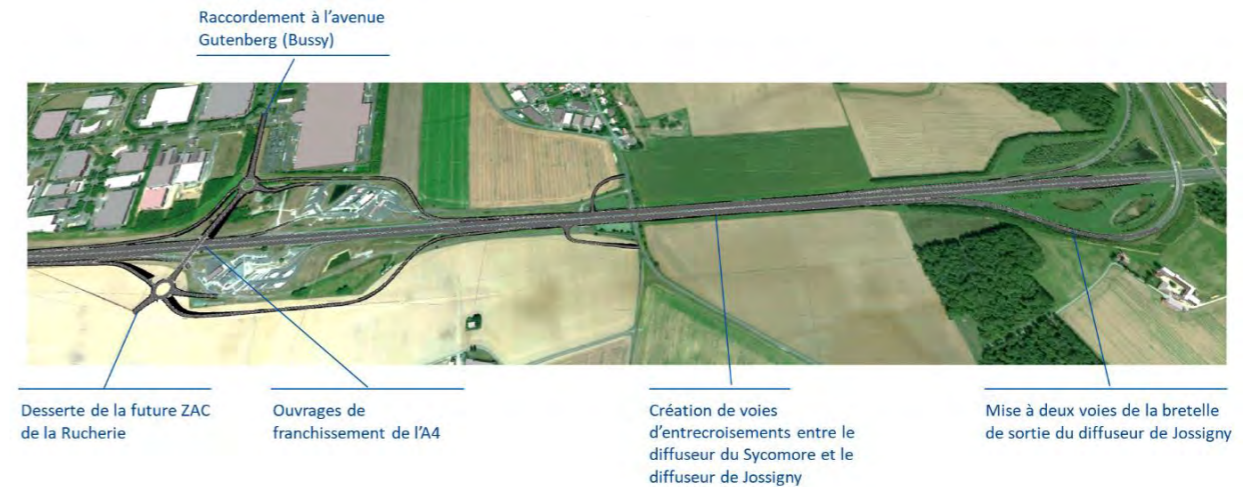 Raccordement à l’avenue
Gutenberg (Bussy)
Desserte de la future ZAC
de la Rucherie
Ouvrages de
franchissement de l’A4
Création de voies
d’entrecroisements entre le
diffuseur du Sycomore et le
diffuseur de Jossigny
Mise à deux voies de la bretelle
de sortie du diffuseur de Jossigny